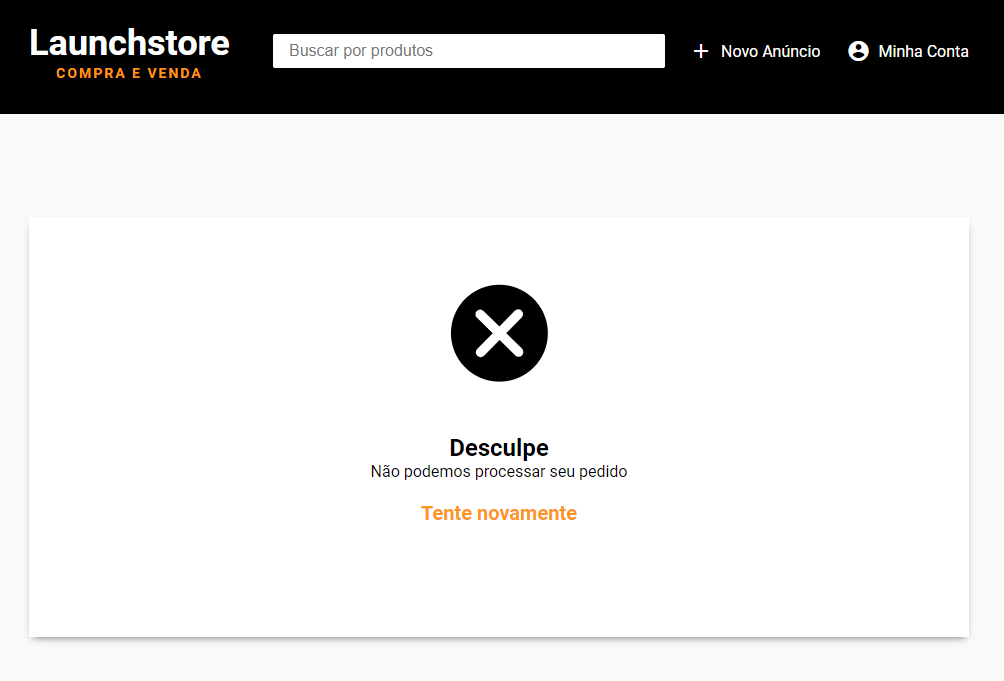 Launchstore
COMPRA E VENDA
Buscar por produtos
Novo Anúncio
Minha Conta
Desculpe
Não podemos processar seu pedido
Tente novamente